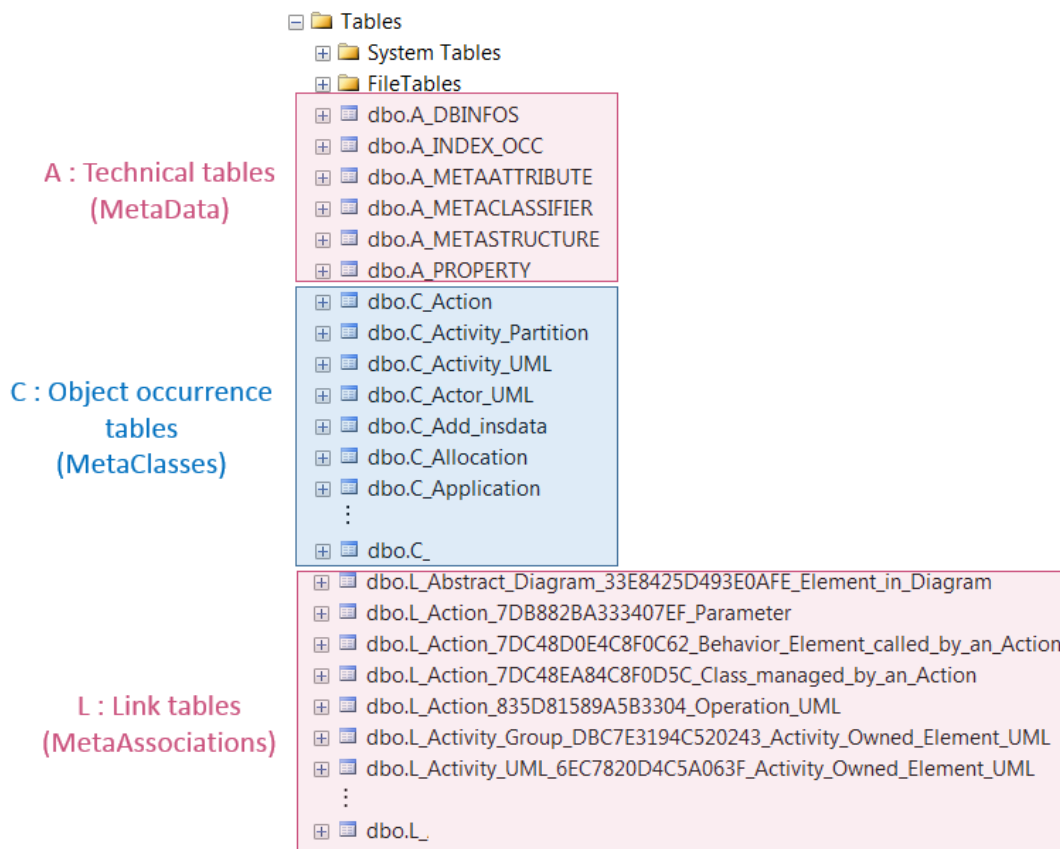 Tables
System Tables
FileTables
A : Technical tables
(MetaData)
dbo.A_DBINFOS
dbo.A_INDEX_OCC
dbo.A_METAATTRIBUTE
dbo.A_METACLASSIFIER
dbo.A_METASTRUCTURE
dbo.A_PROPERTY
C : Object occurrence
tables
(MetaClasses)
dbo.C_Action
dbo.C_Activity_Partition
dbo.C_Activity_UML
dbo.C_Actor_UML
dbo.C_Add_insdata
dbo.C_Allocation
dbo.C_Application
⋮
dbo.C_
L : Link tables
(MetaAssociations)
dbo.L_Abstract_Diagram_33E8425D493E0AFE_Element_in_Diagram
dbo.L_Action_7DB882BA333407EF_Parameter
dbo.L_Action_7DC48D0E4C8F0C62_Behavior_Element_called_by_an_Action
dbo.L_Action_7DC48EA84C8F0D5C_Class_managed_by_an_Action
dbo.L_Action_835D81589A5B3304_Operation_UML
dbo.L_Activity_Group_DBC7E3194C520243_Activity_Owned_Element_UML
dbo.L_Activity_UML_6EC7820D4C5A063F_Activity_Owned_Element_UML
⋮
dbo.L_